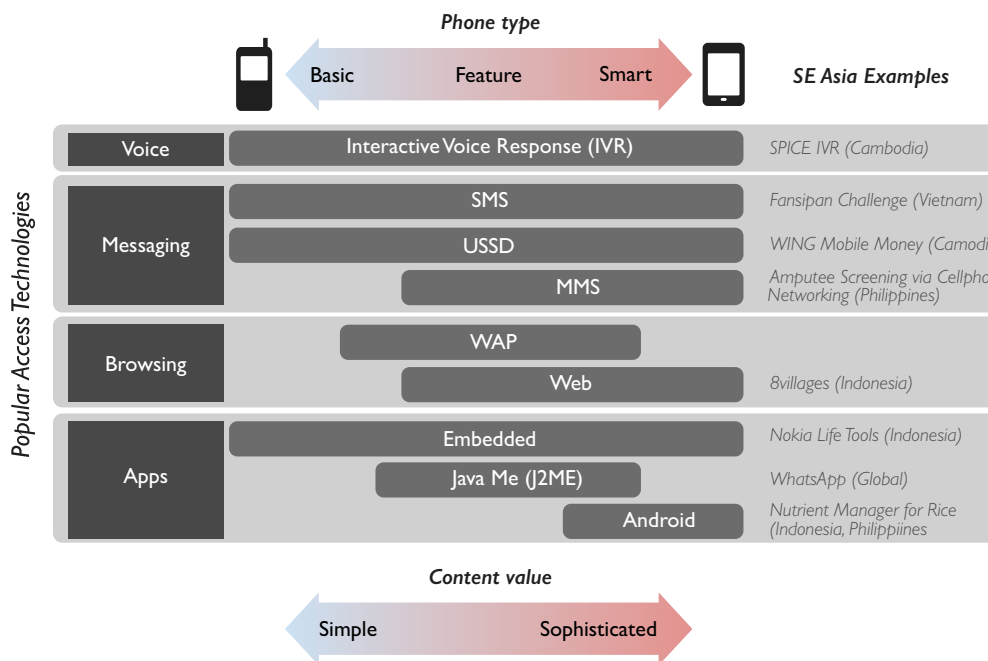 Phone type
Basic Feature Smart
SE Asia Examples
Popular Access Technologies
Voice
Interactive Voice Response (IVR)
SPICE IVR (Cambodia)
Messaging
SMS
Fansipan Challenge (Vietnam)
USSD
WING Mobile Money (Camodi
MMS
Amputee Screening via Cellpho
Networking (Philippines)
Browsing
WAP
Web
8villages (Indonesia)
Apps
Embedded
Nokia Life Tools (Indonesia)
Java Me (J2ME)
WhatsApp (Global)
Android
Nutrient Manager for Rice
(Indonesia, Philippiines
Content value
Simple Sophisticated